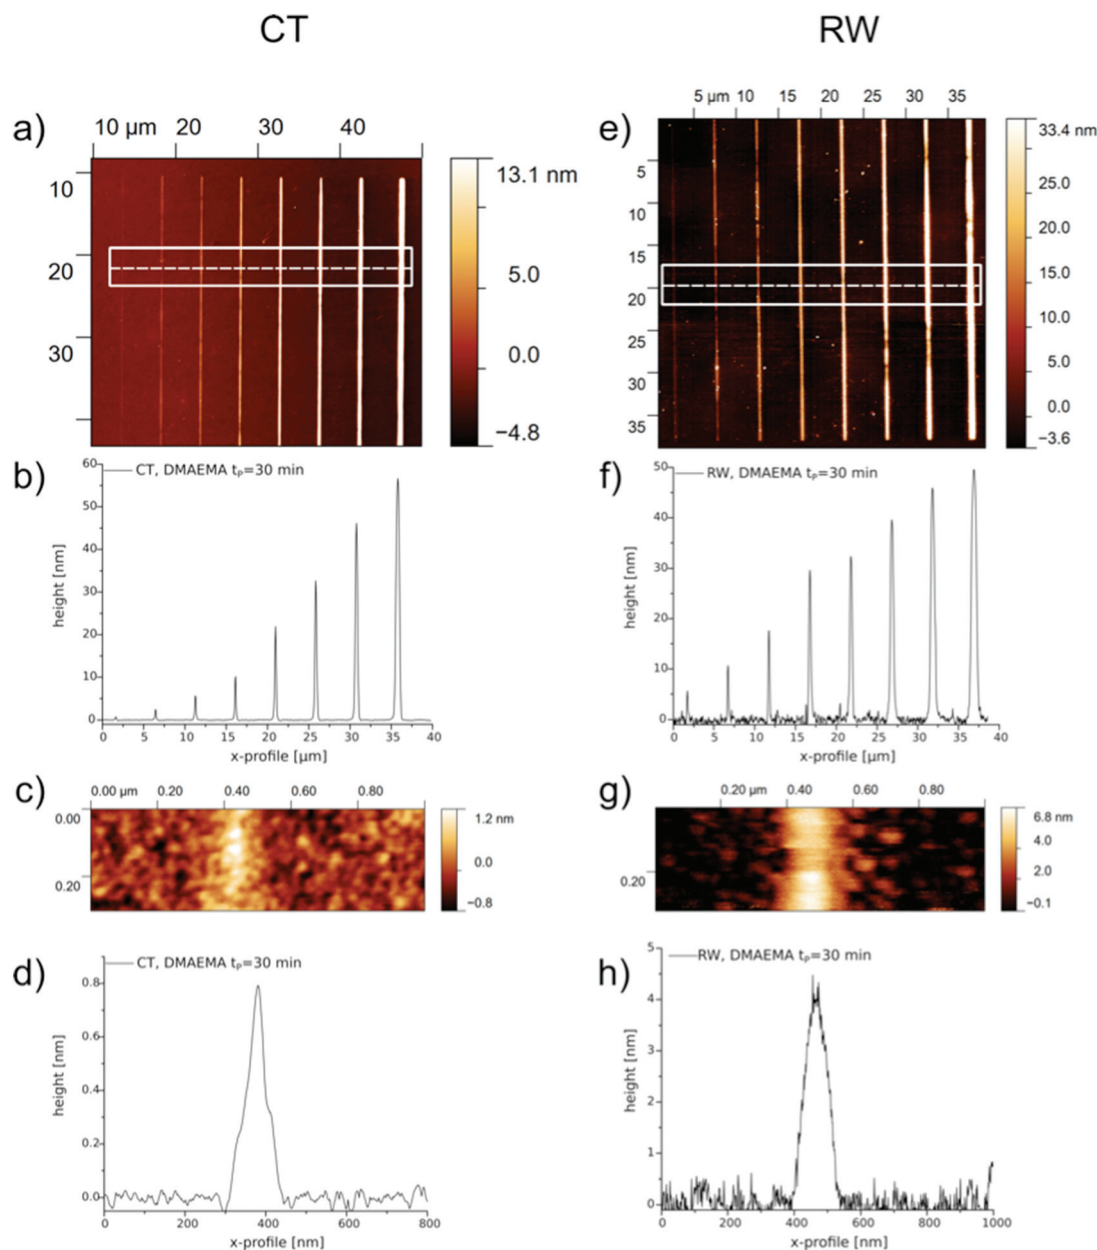 CT
RW
a)
10 µm 20 30 40
10
20
30
13.1 nm
5.0
0.0
−4.8
e)
5 µm 10 12 17 22 27 32 35
5
10
15
20
25
30
35
33.4 nm
25.0
20.0
15.0
10.0
5.0
0.0
−3.6
b)
CT, DMAEMA tP=30 min
60
50
40
30
20
10
0
height [nm]
0 5 10 15 20 25 30 35 40
x-profile [µm]
f)
RW, DMAEMA tP=30 min
50
40
30
20
10
0
height [nm]
0 5 10 15 20 25 30 35 40
x-profile [µm]
c)
0.00 µm 0.20 0.40 0.60 0.80
0.00
0.20
1.2 nm
0.0
−0.8
g)
0.20 µm 0.40 0.60 0.80
0.20
6.8 nm
4.0
2.0
−0.1
d)
CT, DMAEMA tP=30 min
0.8
0.6
0.4
0.2
0.0
height [nm]
0 200 400 600 800
x-profile [nm]
h)
RW, DMAEMA tP=30 min
5
4
3
2
1
0
height [nm]
0 200 400 600 800 1000
x-profile [nm]